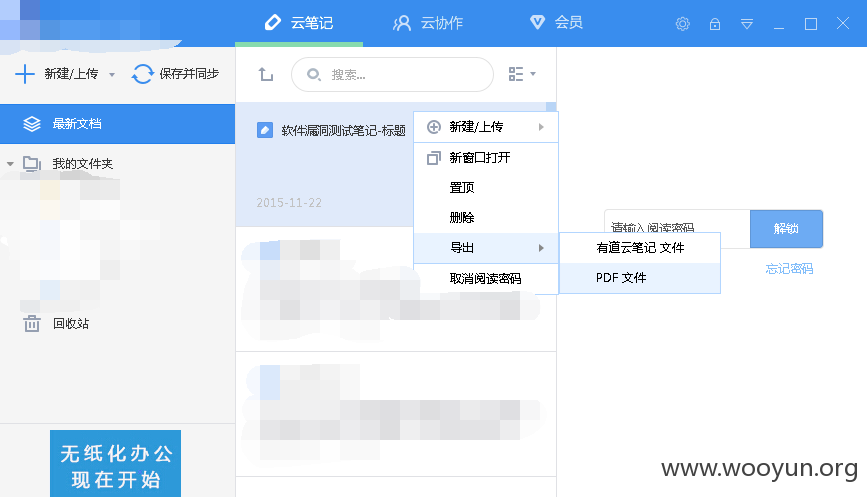 云笔记
云协作
会员
新建/上传
保存并同步
搜索...
最新文档
我的文件夹
回收站
无纸化办公
现在开始
软件漏洞测试笔记-标题
2015-11-22
新建/上传
新窗口打开
置顶
删除
导出
取消阅读密码
有道云笔记 文件
PDF 文件
请输入阅读密码
解锁
忘记密码
www.wooyun.org